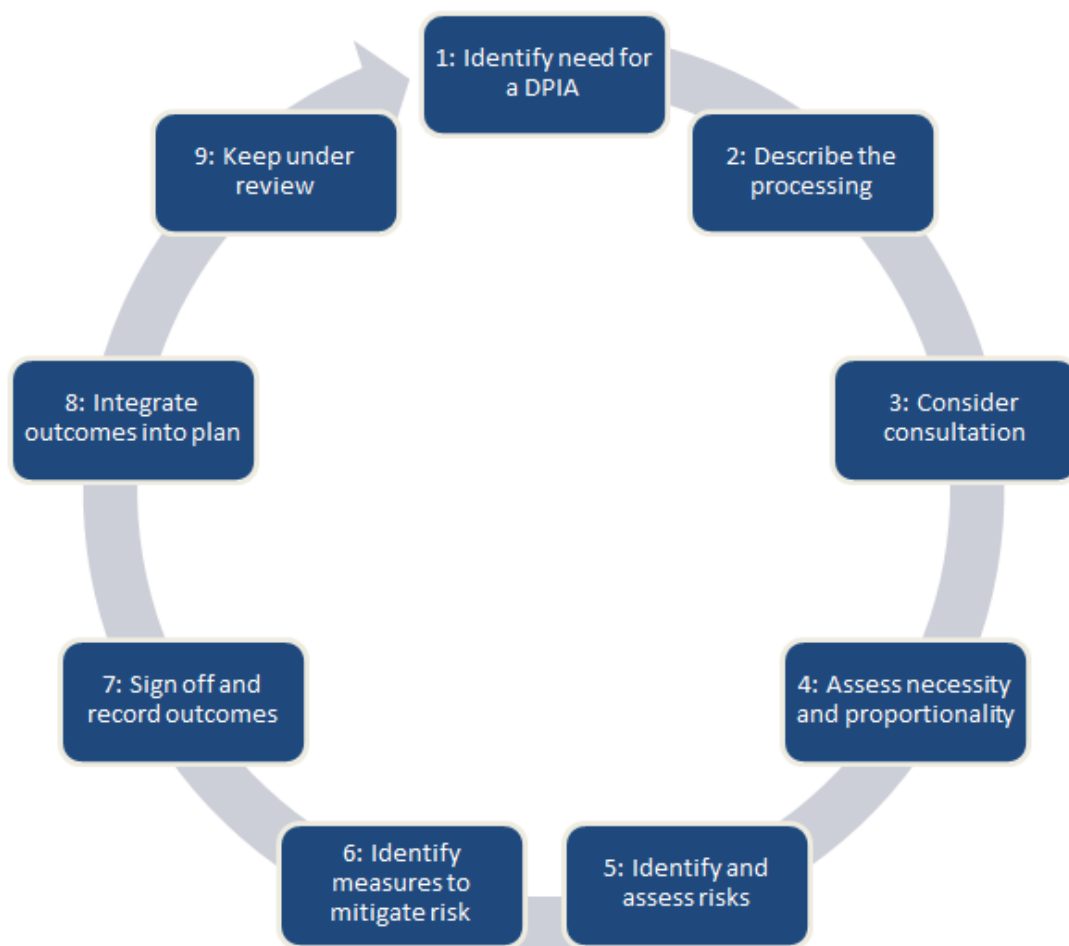 1: Identify need for
a DPIA
2: Describe the
processing
3: Consider
consultation
4: Assess necessity
and proportionality
5: Identify and
assess risks
6: Identify
measures to
mitigate risk
7: Sign off and
record outcomes
8: Integrate
outcomes into plan
9: Keep under
review